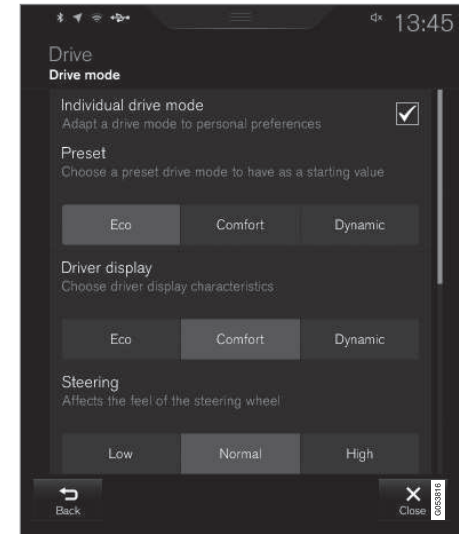 13:45
Drive
Drive mode
Individual drive mode
Adapt a drive mode to personal preferences
Preset
Choose a preset drive mode to have as a starting value
Eco Comfort Dynamic
Driver display
Choose driver display characteristics
Eco Comfort Dynamic
Steering
Affects the feel of the steering wheel
Low Normal High
Back Close
G053816